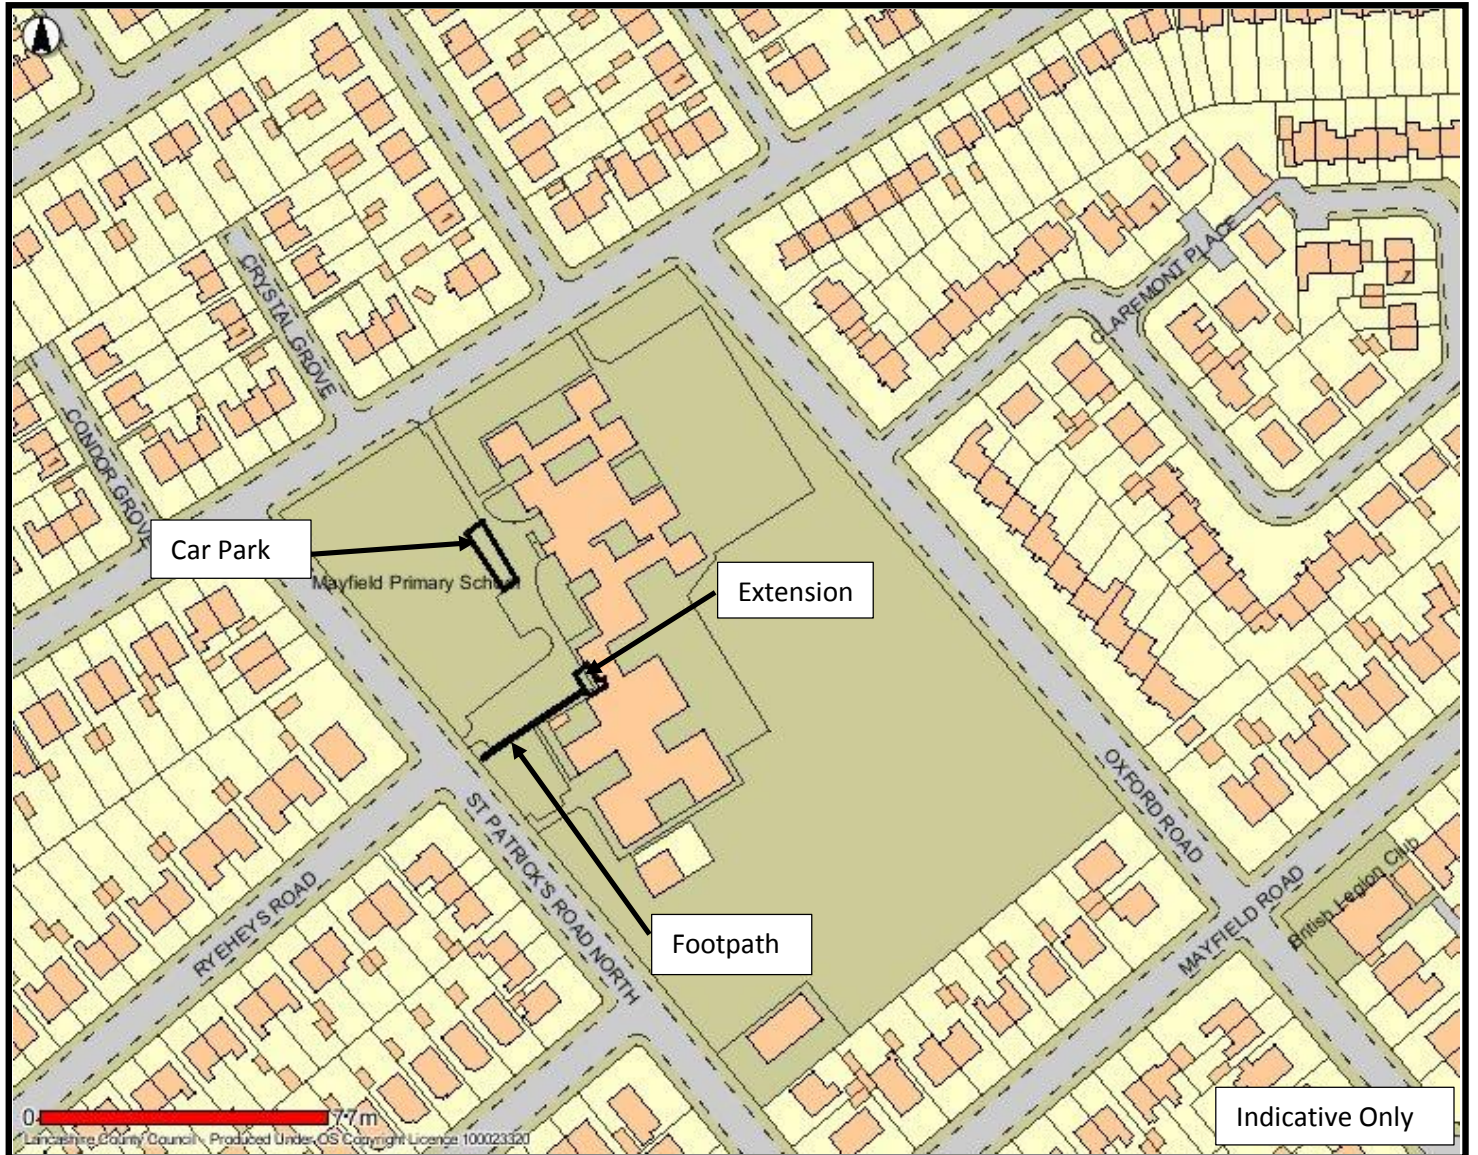 CRYSTAL GROVE
CONDOR GROVE
CLAREMONT PLACE
Car Park
Mayfield Primary School
Extension
OXFORD ROAD
ST PATRICK'S ROAD NORTH
RYEHEYS ROAD
Footpath
MAYFIELD ROAD
British Legion Club
0 77m
Lancashire County Council - Produced Under OS Copyright Licence 100023320
Indicative Only